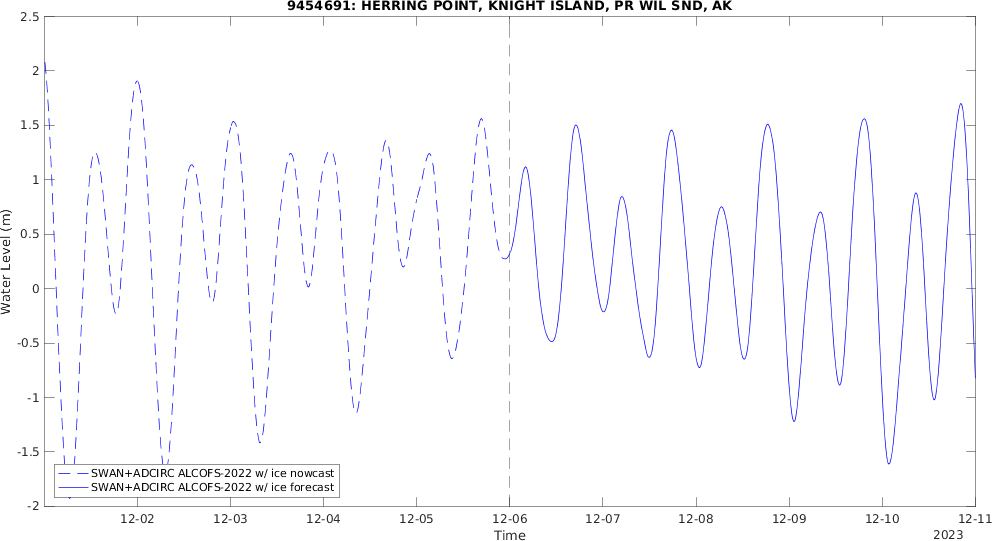 9454691: HERRING POINT, KNIGHT ISLAND, PR WIL SND, AK
2.5
2
1.5
1
0.5
0
-0.5
-1
-1.5
-2
Water Level (m)
SWAN+ADCIRC ALCOFS-2022 w/ ice nowcast
SWAN+ADCIRC ALCOFS-2022 w/ ice forecast
12-02 12-03 12-04 12-05 12-06 12-07 12-08 12-09 12-10 12-11
Time
2023